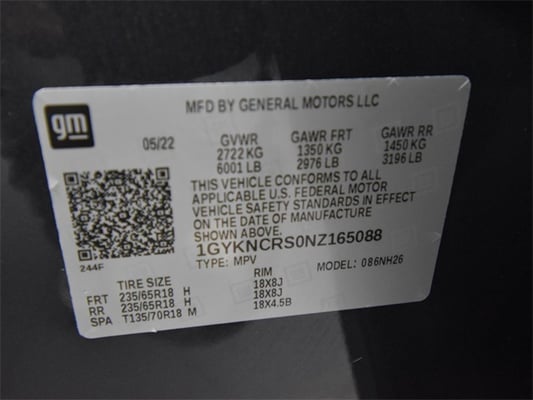 gm
MFD BY GENERAL MOTORS LLC
05/22 GVWR GAWR FRT GAWR RR
2722 KG 1350 KG 1450 KG
6001 LB 2976 LB 3196 LB
THIS VEHICLE CONFORMS TO ALL
APPLICABLE U.S. FEDERAL MOTOR
VEHICLE SAFETY STANDARDS IN EFFECT
ON THE DATE OF MANUFACTURE
SHOWN ABOVE.
1GYKNCRS0NZ165088
TYPE: MPV MODEL: 086NH26
244F
TIRE SIZE RIM
FRT 235/65R18 H 18X8J
RR 235/65R18 H 18X8J
SPA T135/70R18 M 18X4.5B